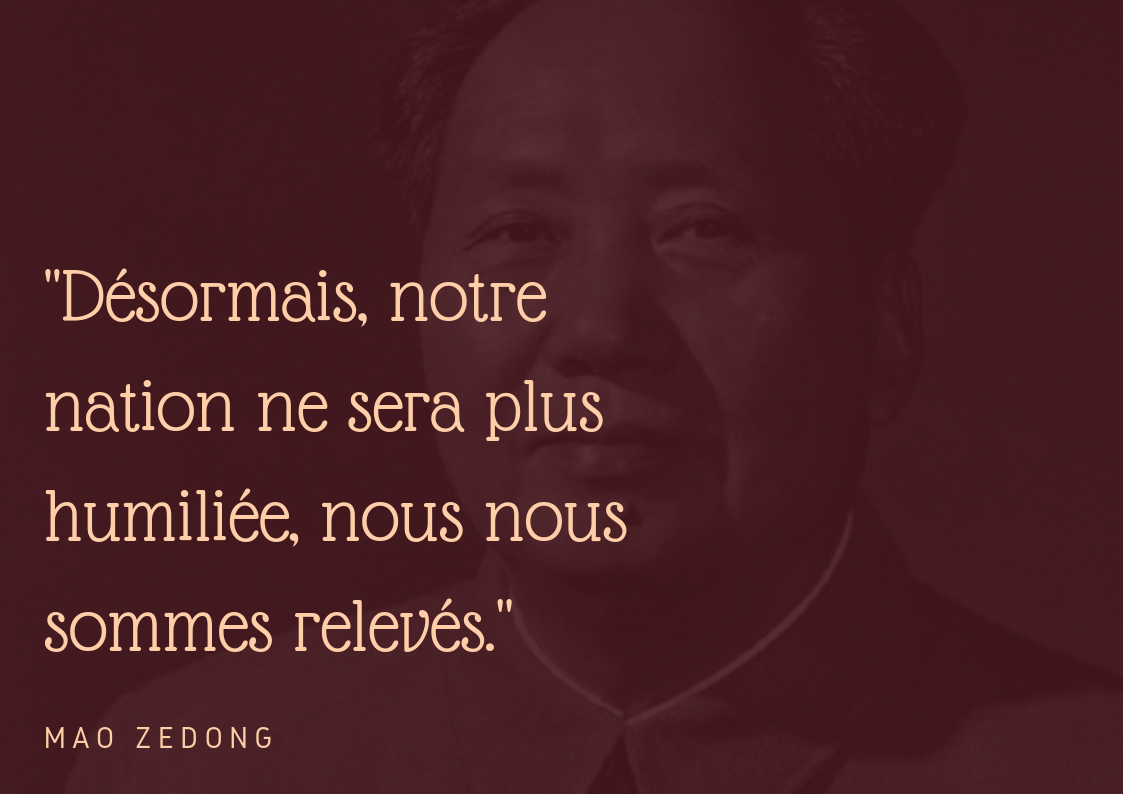 "Désormais, notre
nation ne sera plus
humiliée, nous nous
sommes relevés."
MAO ZEDONG